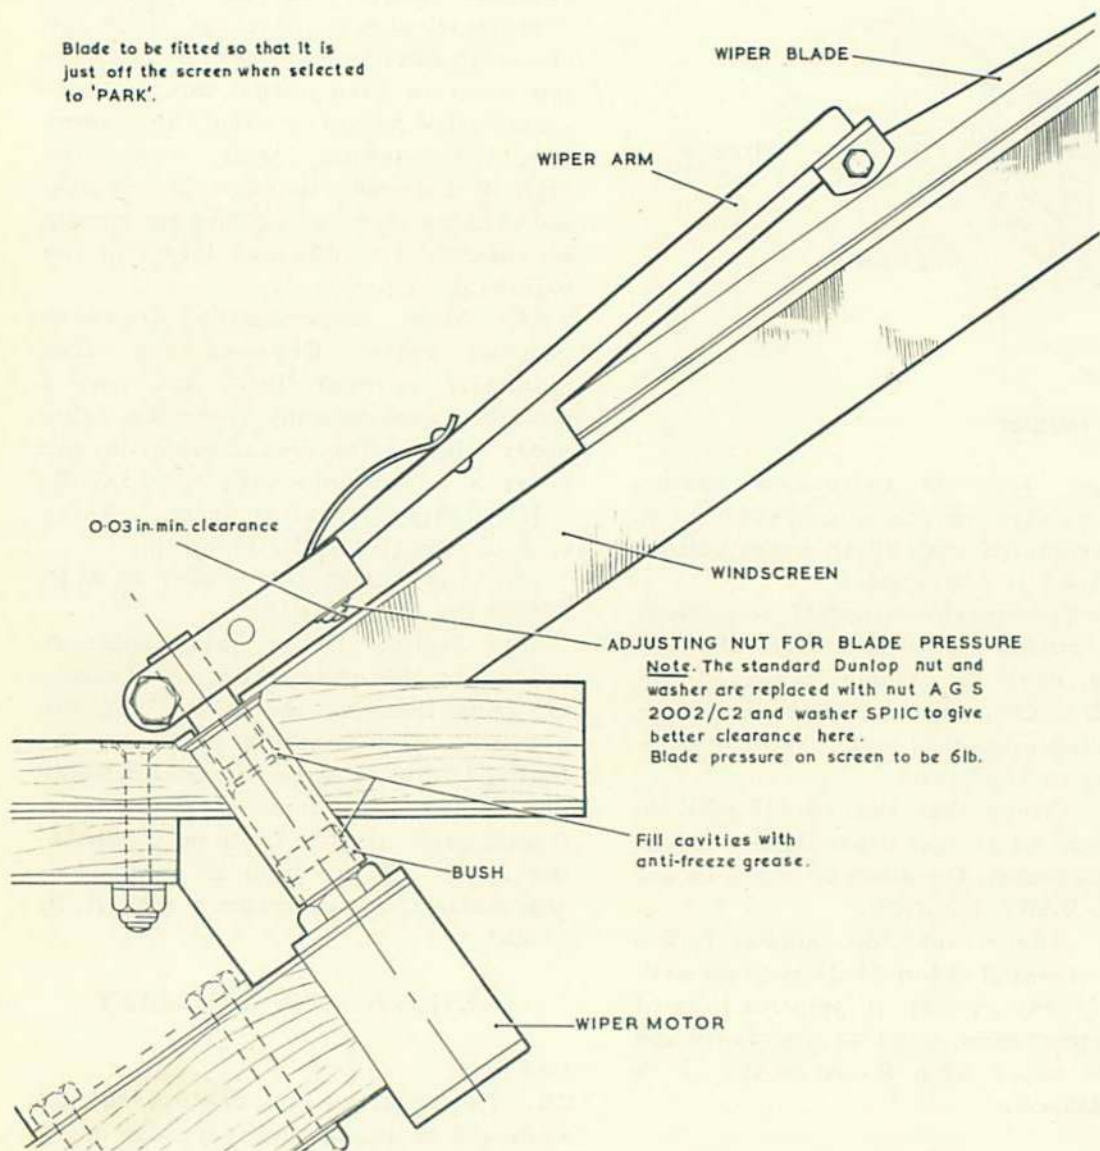 Blade to be fitted so that it is
just off the screen when selected
to 'PARK'.
WIPER BLADE
WIPER ARM
0·03 in. min. clearance
WINDSCREEN
ADJUSTING NUT FOR BLADE PRESSURE
Note. The standard Dunlop nut and
washer are replaced with nut A G S
2002/C2 and washer SP11C to give
better clearance here.
Blade pressure on screen to be 6lb.
Fill cavities with
anti-freeze grease.
BUSH
WIPER MOTOR